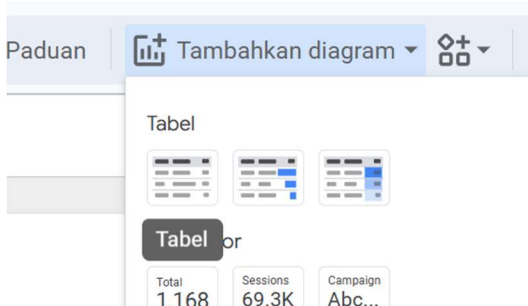 Paduan
Tambahkan diagram
Tabel
Tabel
or
Total
Sessions
Campaign
1.168
69.3K
Abc...